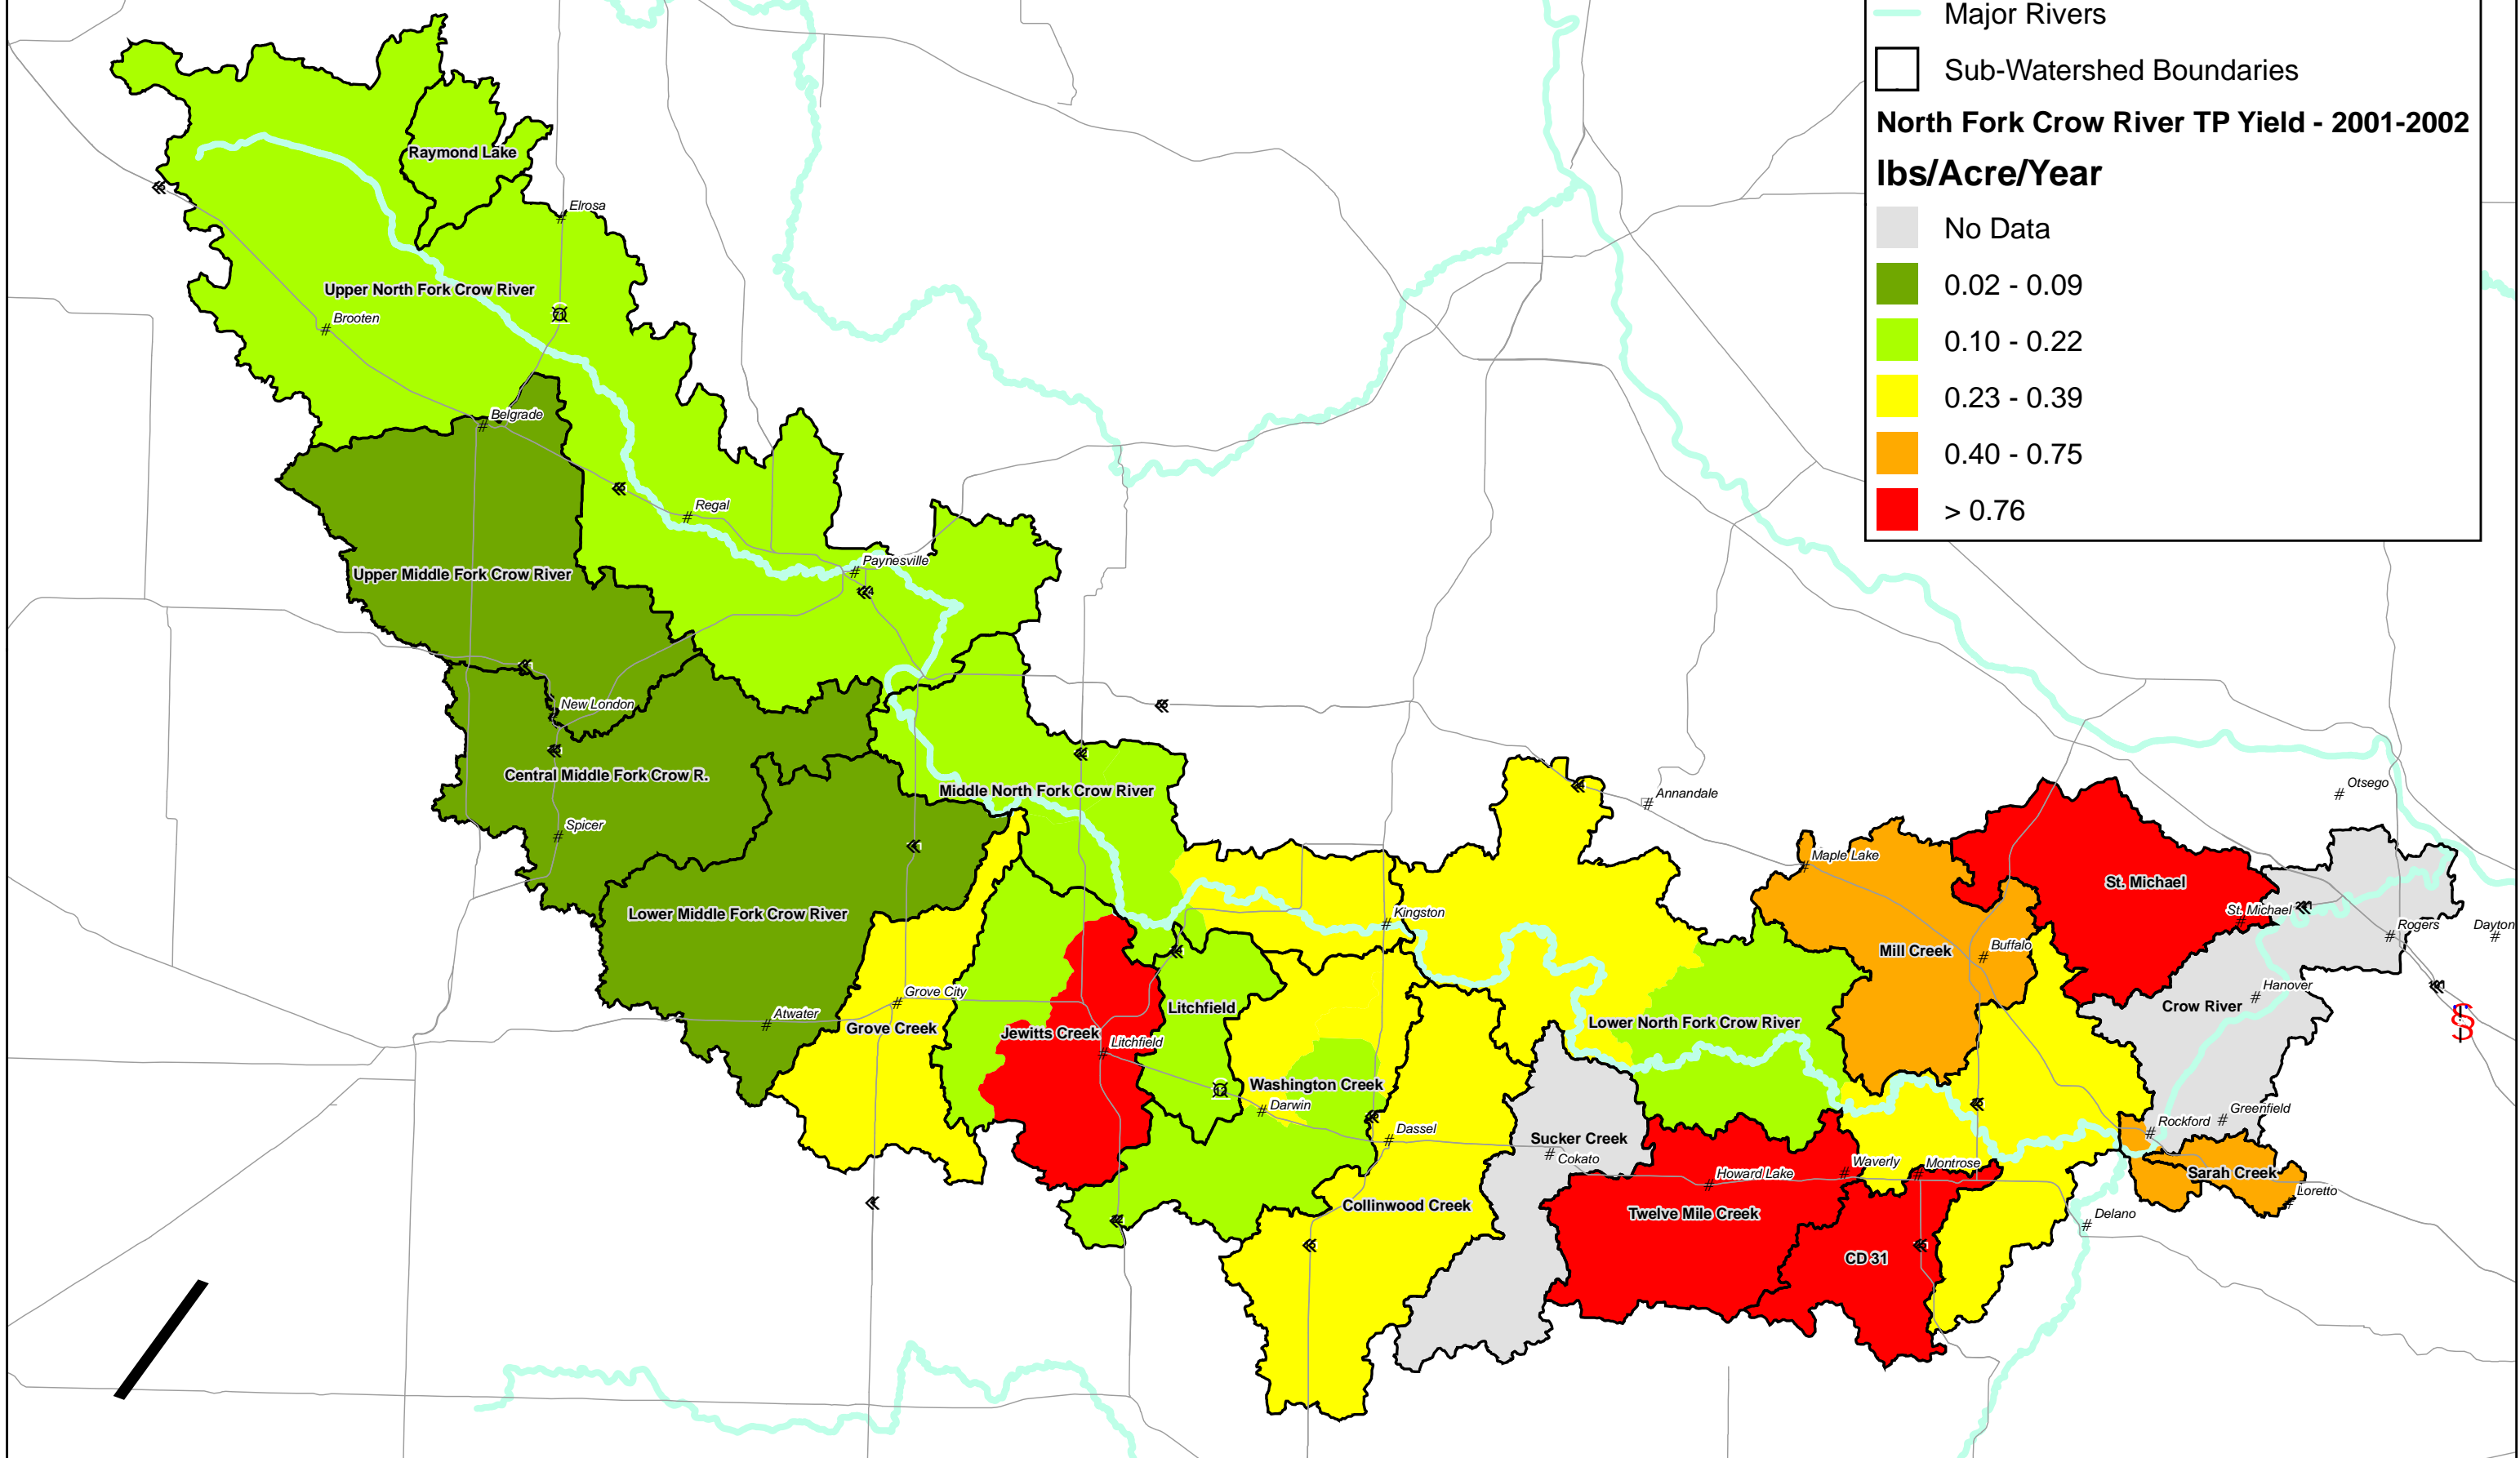 Major Rivers
Sub-Watershed Boundaries
North Fork Crow River TP Yield - 2001-2002
lbs/Acre/Year
No Data
0.02 - 0.09
0.10 - 0.22
0.23 - 0.39
0.40 - 0.75
> 0.76
Raymond Lake
Elrosa
Upper North Fork Crow River
Brooten
Belgrade
Regal
Paynesville
Upper Middle Fork Crow River
New London
Central Middle Fork Crow R.
Middle North Fork Crow River
Spicer
Annandale
Otsego
Maple Lake
St. Michael
Lower Middle Fork Crow River
Kingston
St. Michael
Rogers
Dayton
Buffalo
Mill Creek
Hanover
Crow River
Grove City
Litchfield
Atwater
Grove Creek
Jewitts Creek
Litchfield
Lower North Fork Crow River
Washington Creek
Darwin
Dassel
Sucker Creek
Cokato
Greenfield
Rockford
Howard Lake
Waverly
Montrose
Sarah Creek
Loretto
Collinwood Creek
Twelve Mile Creek
Delano
CD 31